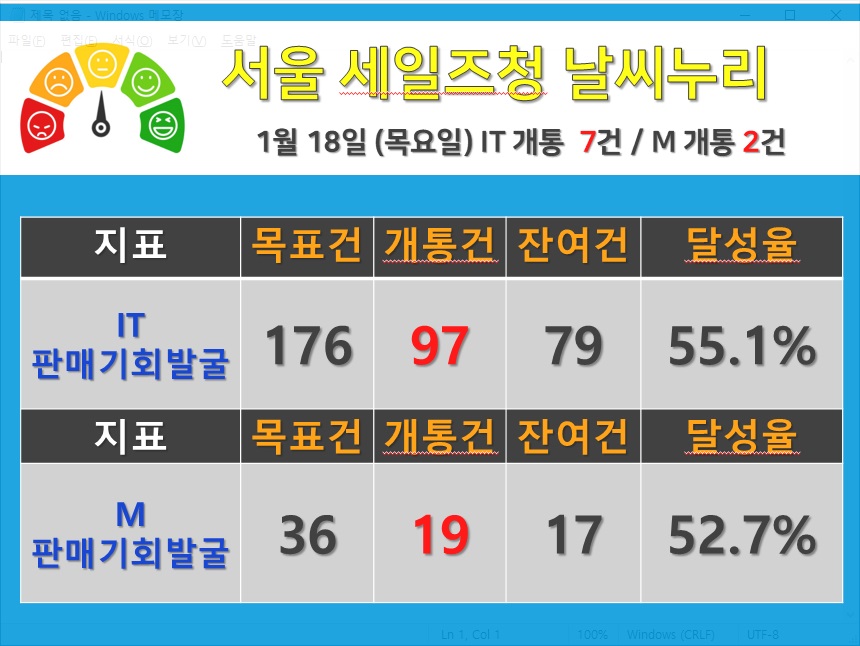 제목 없음 - Windows 메모장
파일(F) 편집(E) 서식(O) 보기(V) 도움말
서울 세일즈청 날씨누리
1월 18일 (목요일) IT 개통 7건 / M 개통 2건
지표 목표건 개통건 잔여건 달성율
IT
판매기회발굴 176 97 79 55.1%
지표 목표건 개통건 잔여건 달성율
M
판매기회발굴 36 19 17 52.7%
Ln 1, Col 1 100% Windows (CRLF) UTF-8